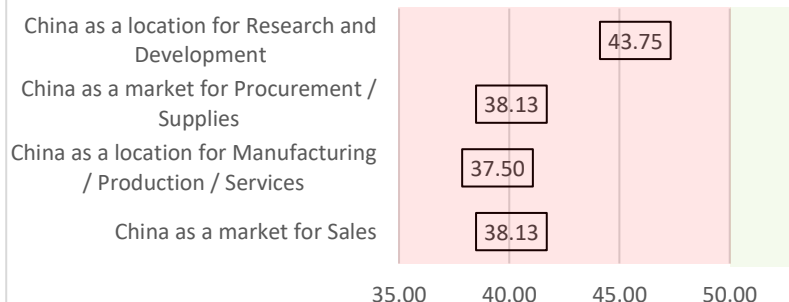 China as a location for Research and
Development
43.75
China as a market for Procurement /
Supplies
38.13
China as a location for Manufacturing
/ Production / Services
37.50
China as a market for Sales
38.13
35.00 40.00 45.00 50.00